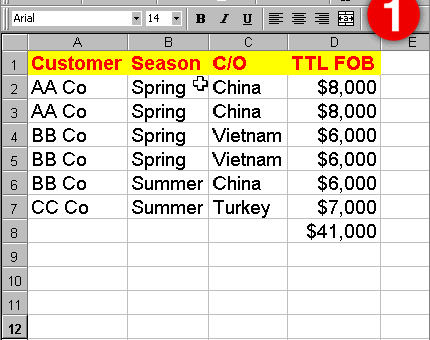 Arial 14 B I U 1
A B C D E
1 Customer Season C/O TTL FOB
2 AA Co Spring China $8,000
3 AA Co Spring China $8,000
4 BB Co Spring Vietnam $6,000
5 BB Co Spring Vietnam $6,000
6 BB Co Summer China $6,000
7 CC Co Summer Turkey $7,000
8 $41,000
9
10
11
12